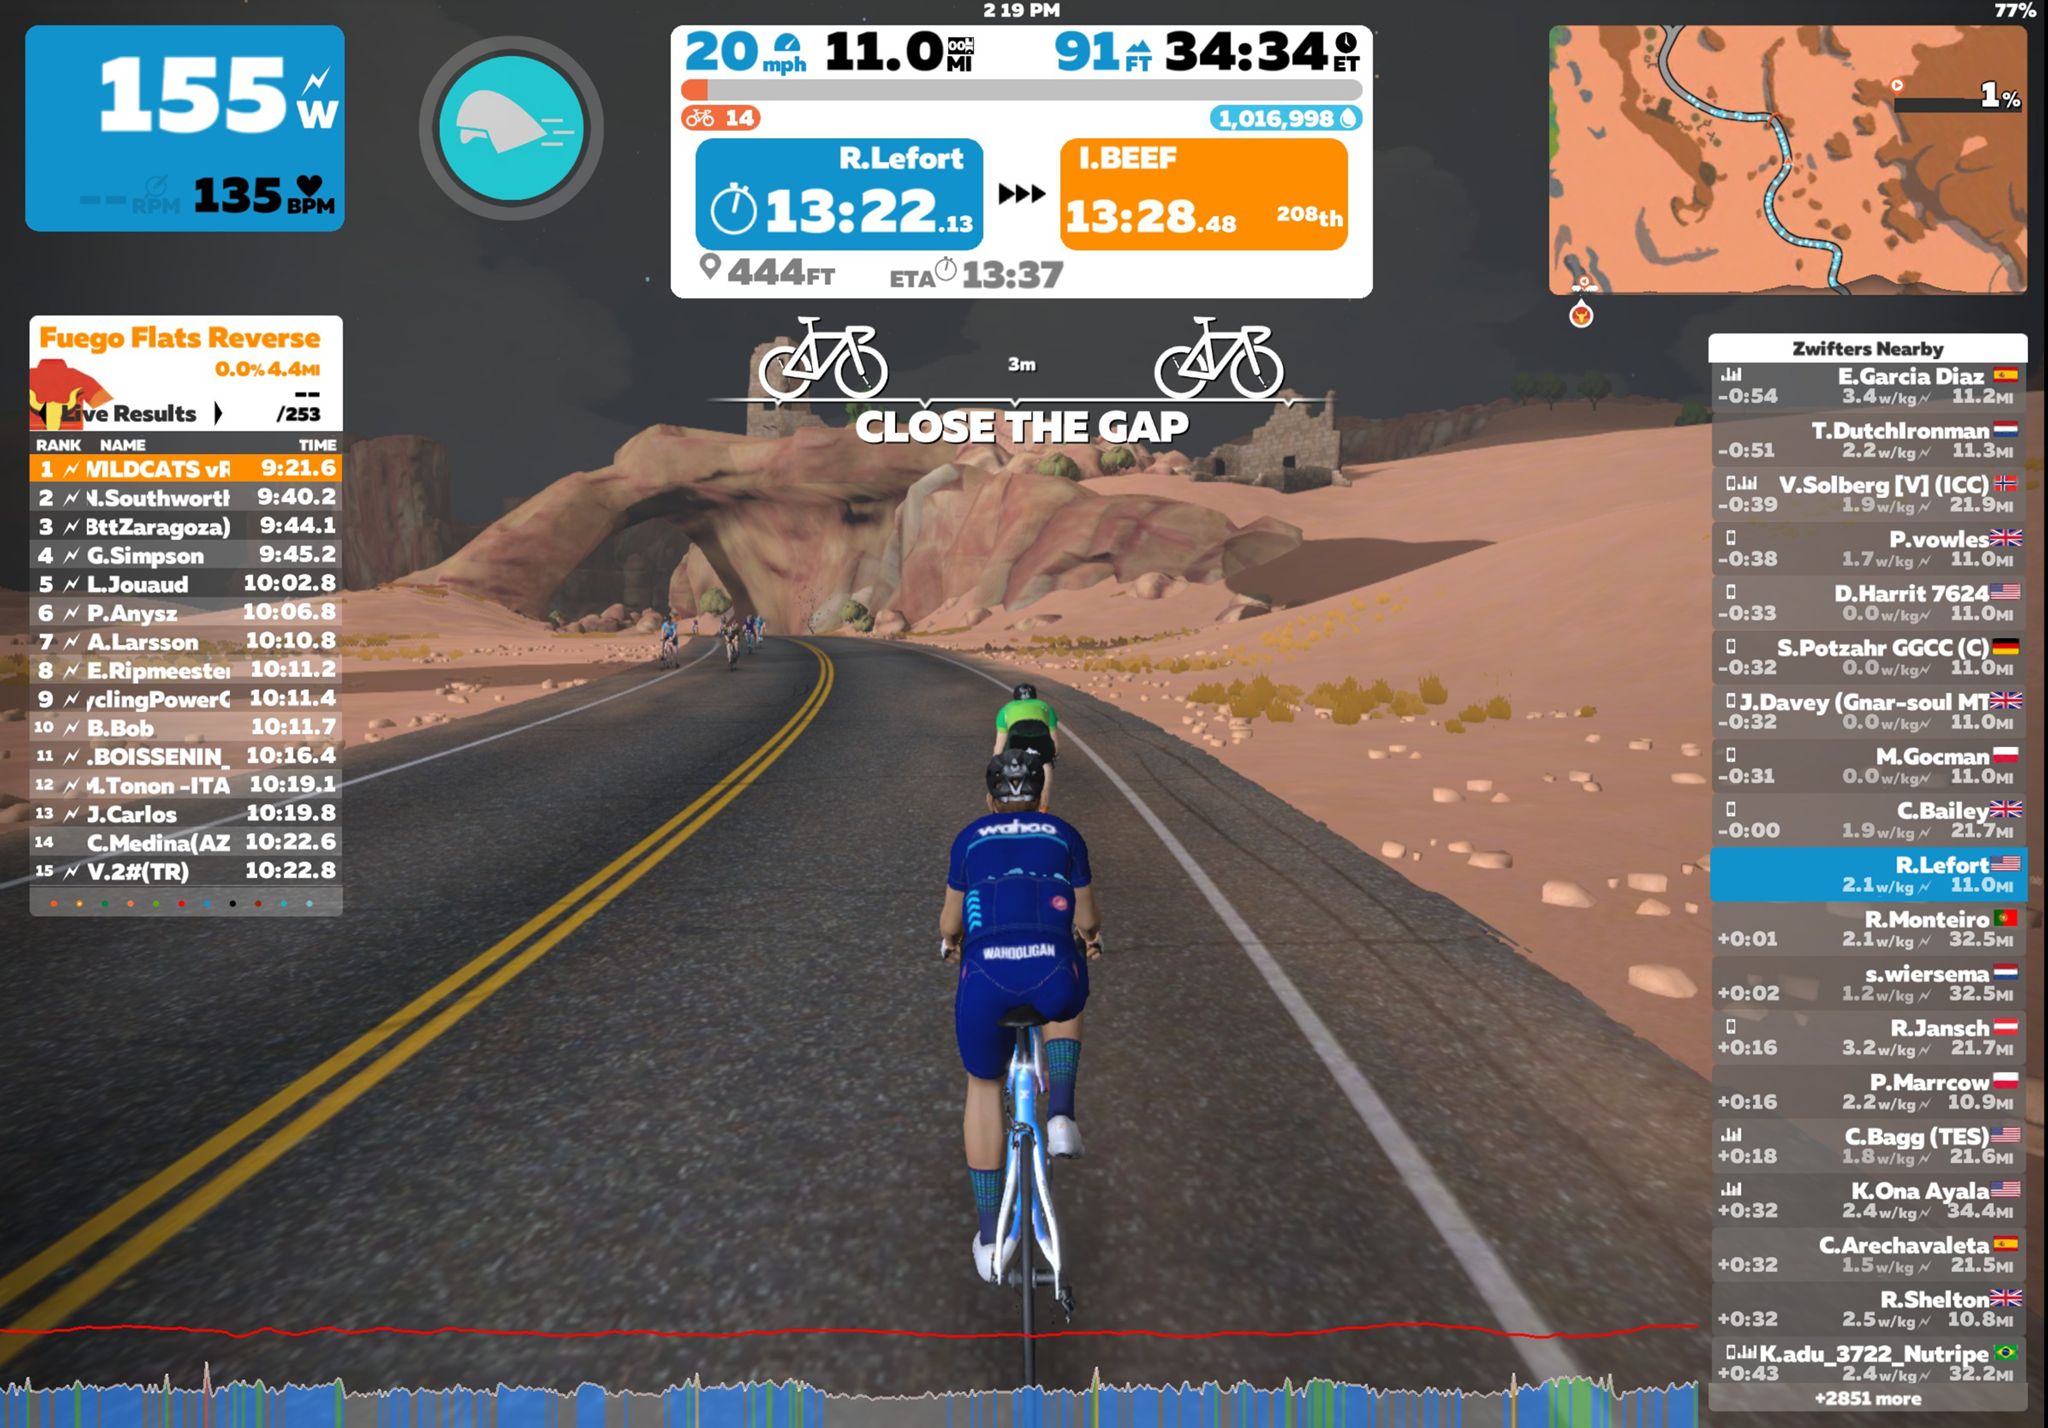 2 19 PM
77%
155 W
-- RPM 135 BPM
20 mph 11.0 MI 91 FT 34:34 ET
14
1,016,998
R.Lefort
13:22.13
I.BEEF
13:28.48 208th
444FT ETA 13:37
3m
CLOSE THE GAP
1%
Fuego Flats Reverse
0.0% 4.4MI
--
Live Results /253
RANK NAME TIME
1 WILDCATS vR 9:21.6
2 N.Southworth 9:40.2
3 BttZaragoza) 9:44.1
4 G.Simpson 9:45.2
5 L.Jouaud 10:02.8
6 P.Anysz 10:06.8
7 A.Larsson 10:10.8
8 E.Ripmeester 10:11.2
9 yclingPowerC 10:11.4
10 B.Bob 10:11.7
11 .BOISSENIN_ 10:16.4
12 M.Tonon -ITA 10:19.1
13 J.Carlos 10:19.8
14 C.Medina(AZ 10:22.6
15 V.2#(TR) 10:22.8
wahoo
WAHOOLIGAN
Zwifters Nearby
E.Garcia Diaz
-0:54 3.4w/kg 11.2MI
T.DutchIronman
-0:51 2.2w/kg 11.3MI
V.Solberg [V] (ICC)
-0:39 1.9w/kg 21.9MI
P.vowles
-0:38 1.7w/kg 11.0MI
D.Harrit 7624
-0:33 0.0w/kg 11.0MI
S.Potzahr GGCC (C)
-0:32 0.0w/kg 11.0MI
J.Davey (Gnar-soul MT
-0:32 0.0w/kg 11.0MI
M.Gocman
-0:31 0.0w/kg 11.0MI
C.Bailey
-0:00 1.9w/kg 21.7MI
R.Lefort
2.1w/kg 11.0MI
R.Monteiro
+0:01 2.1w/kg 32.5MI
s.wiersema
+0:02 1.2w/kg 32.5MI
R.Jansch
+0:16 3.2w/kg 21.7MI
P.Marrcow
+0:16 2.2w/kg 10.9MI
C.Bagg (TES)
+0:18 1.8w/kg 21.6MI
K.Ona Ayala
+0:32 2.4w/kg 34.4MI
C.Arechavaleta
+0:32 1.5w/kg 21.5MI
R.Shelton
+0:32 2.5w/kg 10.8MI
K.adu_3722_Nutripe
+0:43 2.4w/kg 32.2MI
+2851 more